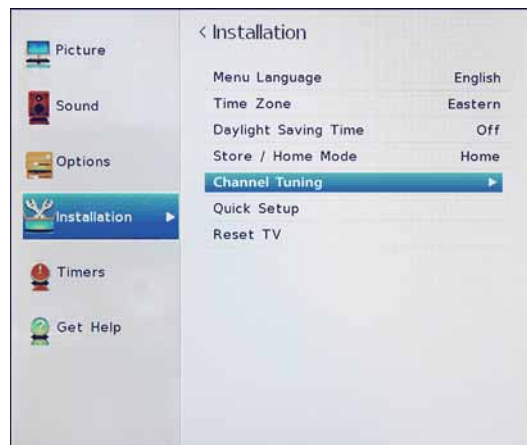 Picture
Sound
Options
Installation
Timers
Get Help
< Installation
Menu Language English
Time Zone Eastern
Daylight Saving Time Off
Store / Home Mode Home
Channel Tuning
Quick Setup
Reset TV